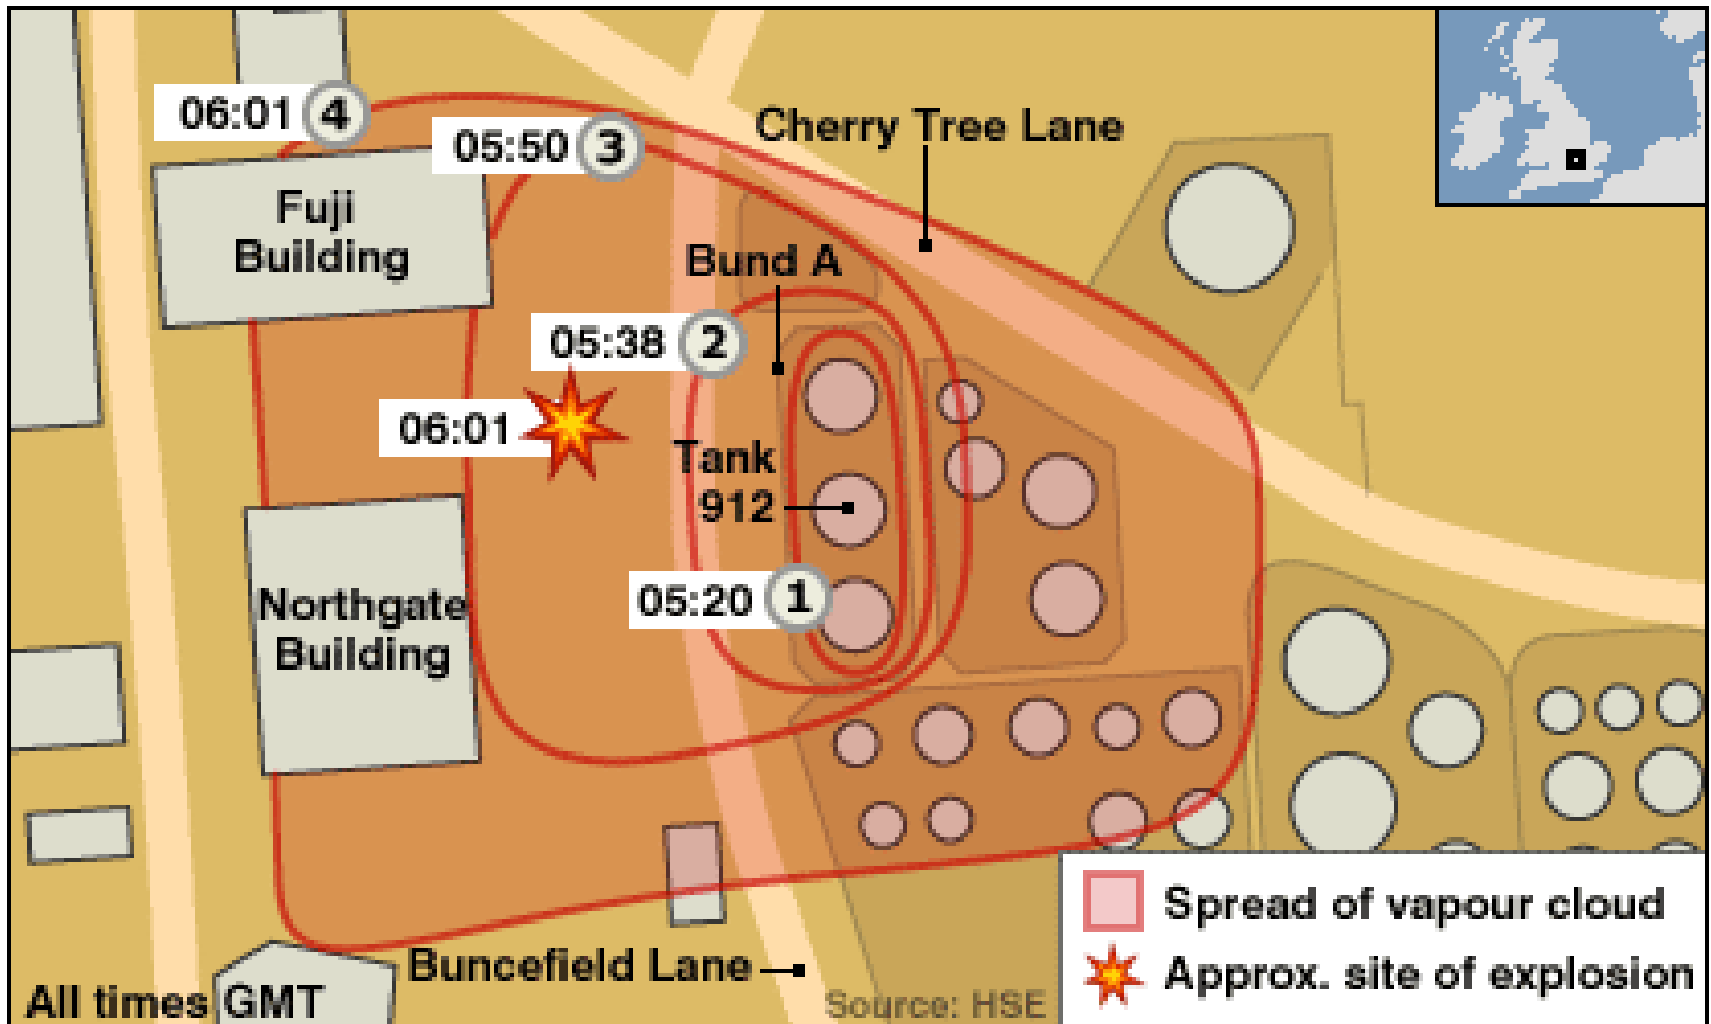 06:01 4
05:50 3
Cherry Tree Lane
Fuji
Building
Bund A
05:38 2
06:01
Tank
912
05:20 1
Northgate
Building
Spread of vapour cloud
Approx. site of explosion
Buncefield Lane
All times GMT
Source: HSE